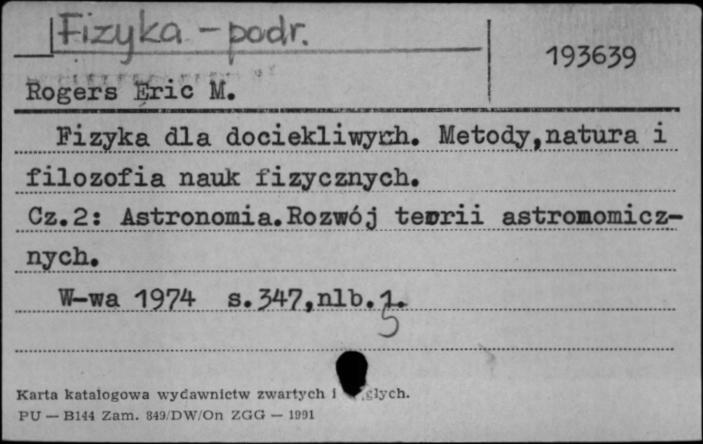 Fizyka - podr.
193639
Rogers Eric M.
Fizyka dla dociekliwych. Metody,natura i
filozofia nauk fizycznych.
Cz.2: Astronomia.Rozwój teorii astronomicz-
nych.
W-wa 1974 s.347,nlb.1.
5
Karta katalogowa wydawnictw zwartych i
PU — B144 Zam. 849/DW/On ZGG — 1991